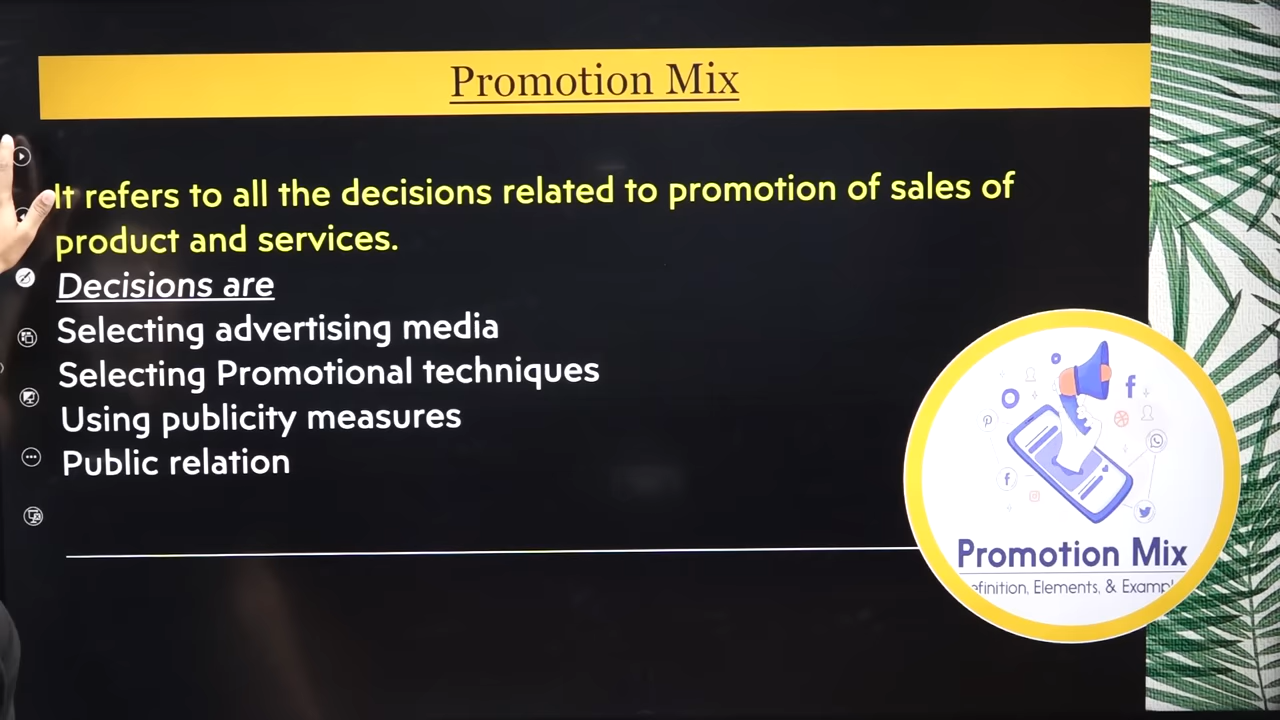 Promotion Mix
It refers to all the decisions related to promotion of sales of
product and services.
Decisions are
Selecting advertising media
Selecting Promotional techniques
Using publicity measures
Public relation
Promotion Mix
efinition, Elements, & Exampl